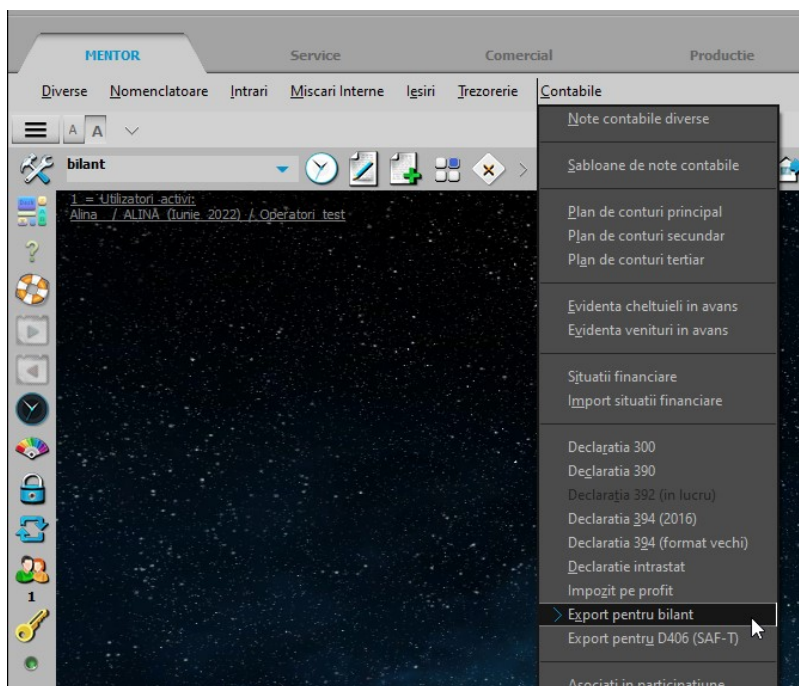 MENTOR Service Comercial Productie
Diverse Nomenclatoare Intrari Miscari Interne Iesiri Trezorerie Contabile
A A
bilant
1 = Utilizatori activi:
Alina / ALINA (Iunie 2022) / Operatori test
1
Note contabile diverse
Sabloane de note contabile
Plan de conturi principal
Plan de conturi secundar
Plan de conturi tertiar
Evidenta cheltuieli in avans
Evidenta venituri in avans
Situatii financiare
Import situatii financiare
Declaratia 300
Declaratia 390
Declaratia 392 (in lucru)
Declaratia 394 (2016)
Declaratia 394 (format vechi)
Declaratie intrastat
Impozit pe profit
Export pentru bilant
Export pentru D406 (SAF-T)
Asociati in participatiune